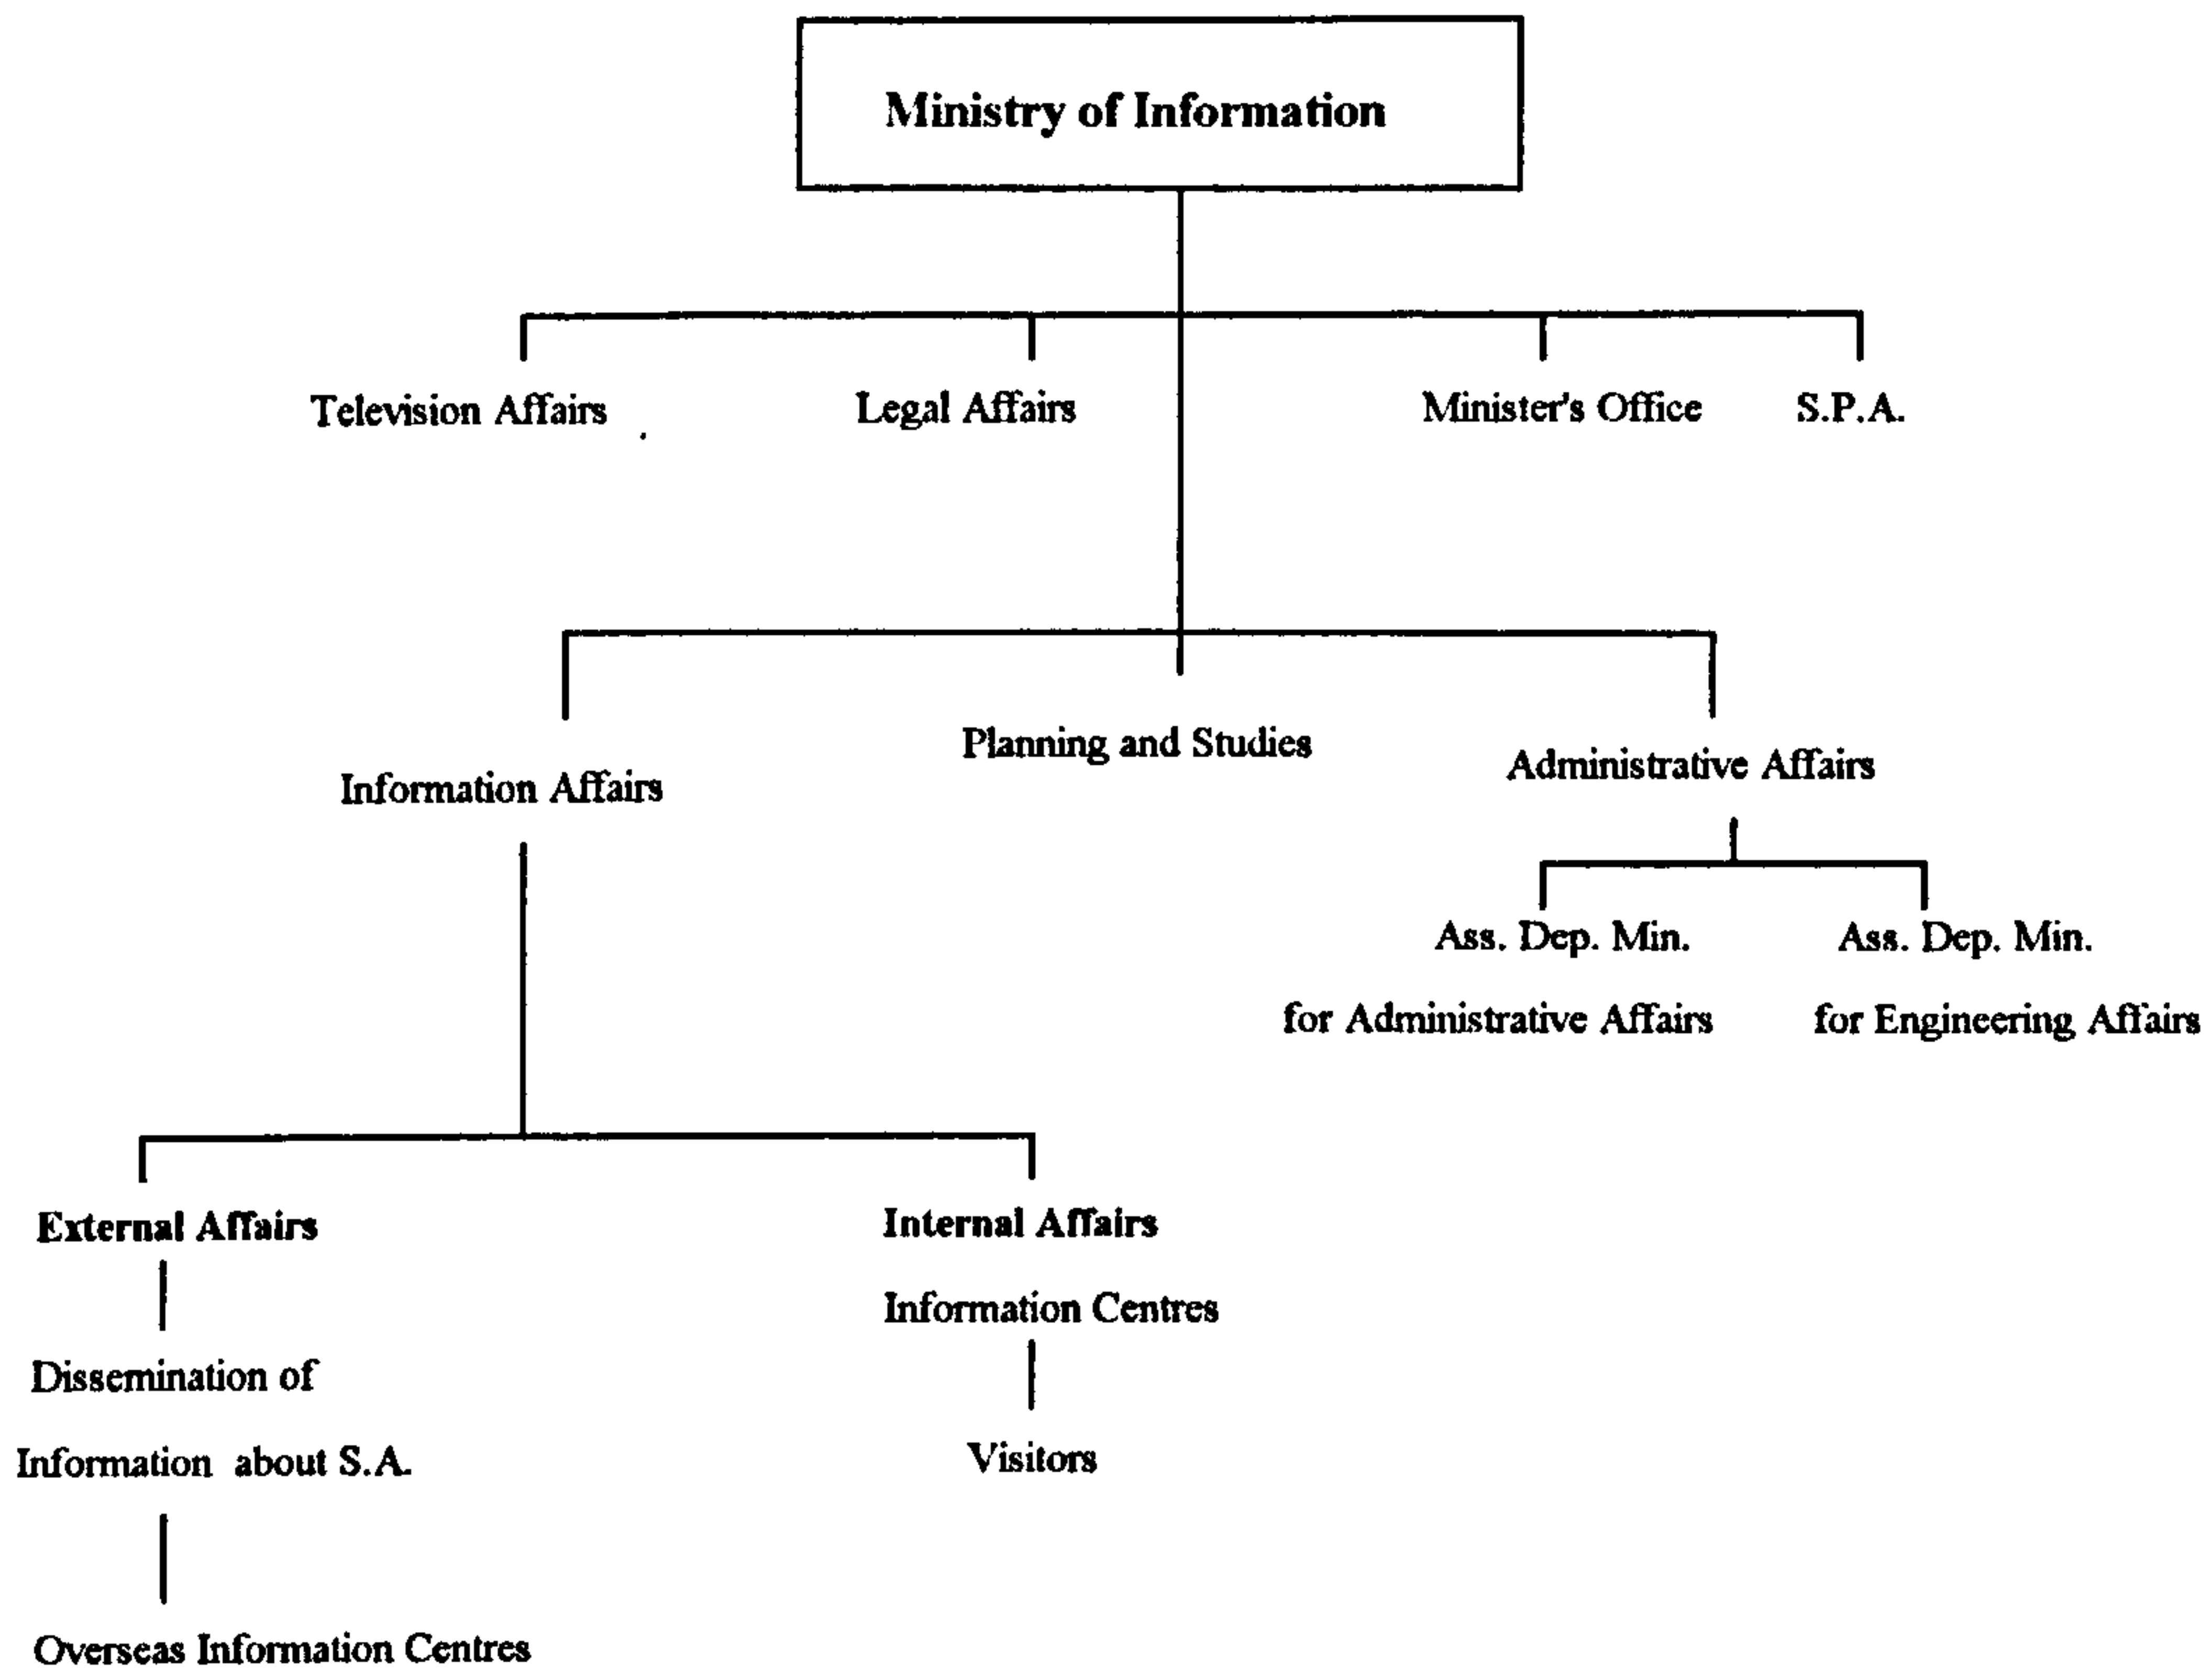 Ministry of Information
Television Affairs
Legal Affairs
Minister's Office
S.P.A.
Information Affairs
Planning and Studies
Administrative Affairs
Ass. Dep. Min.
for Administrative Affairs
Ass. Dep. Min.
for Engineering Affairs
External Affairs
Dissemination of
Information about S.A.
Overseas Information Centres
Internal Affairs
Information Centres
Visitors